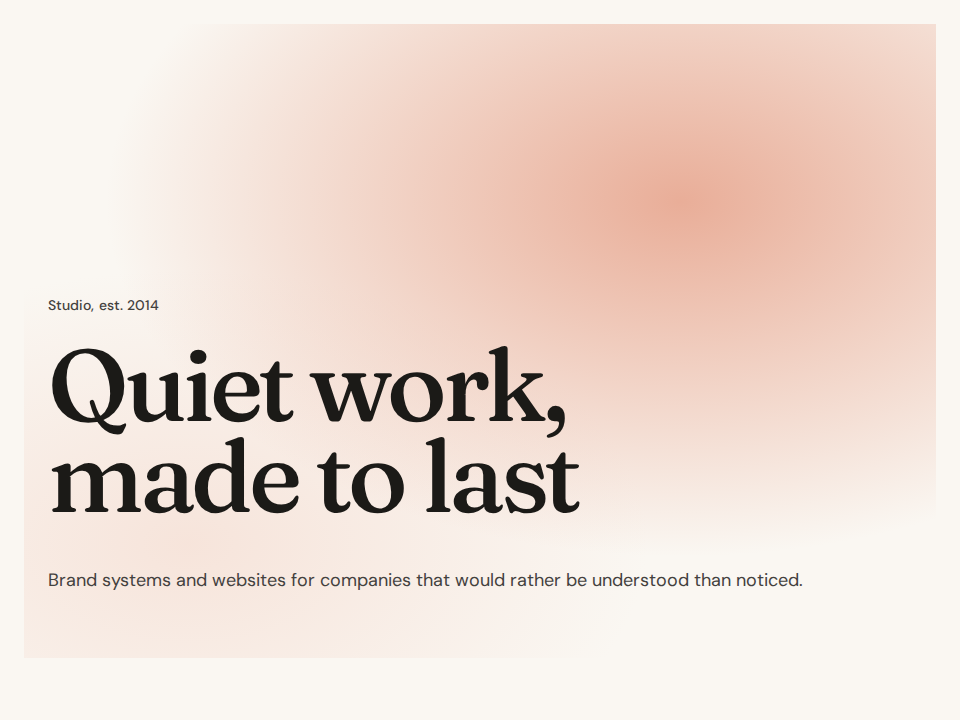 Studio, est. 2014
Quiet work,
made to last
Brand systems and websites for companies that would rather be understood than noticed.